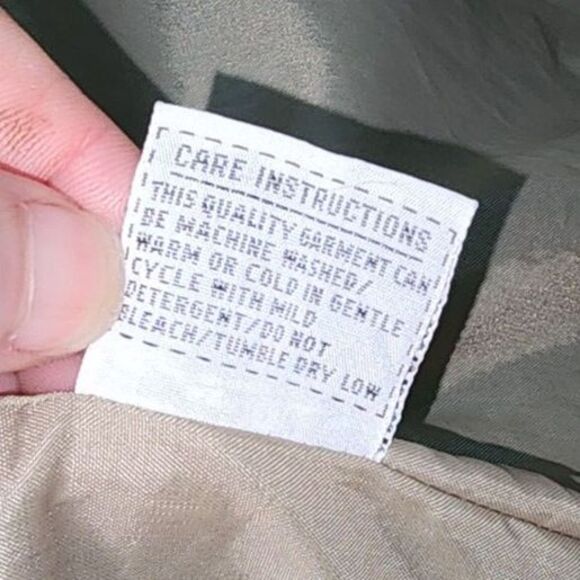 CARE INSTRUCTIONS
THIS QUALITY GARMENT CAN
BE MACHINE WASHED/
WARM OR COLD IN GENTLE
CYCLE WITH MILD
DETERGENT/DO NOT
BLEACH/TUMBLE DRY LOW